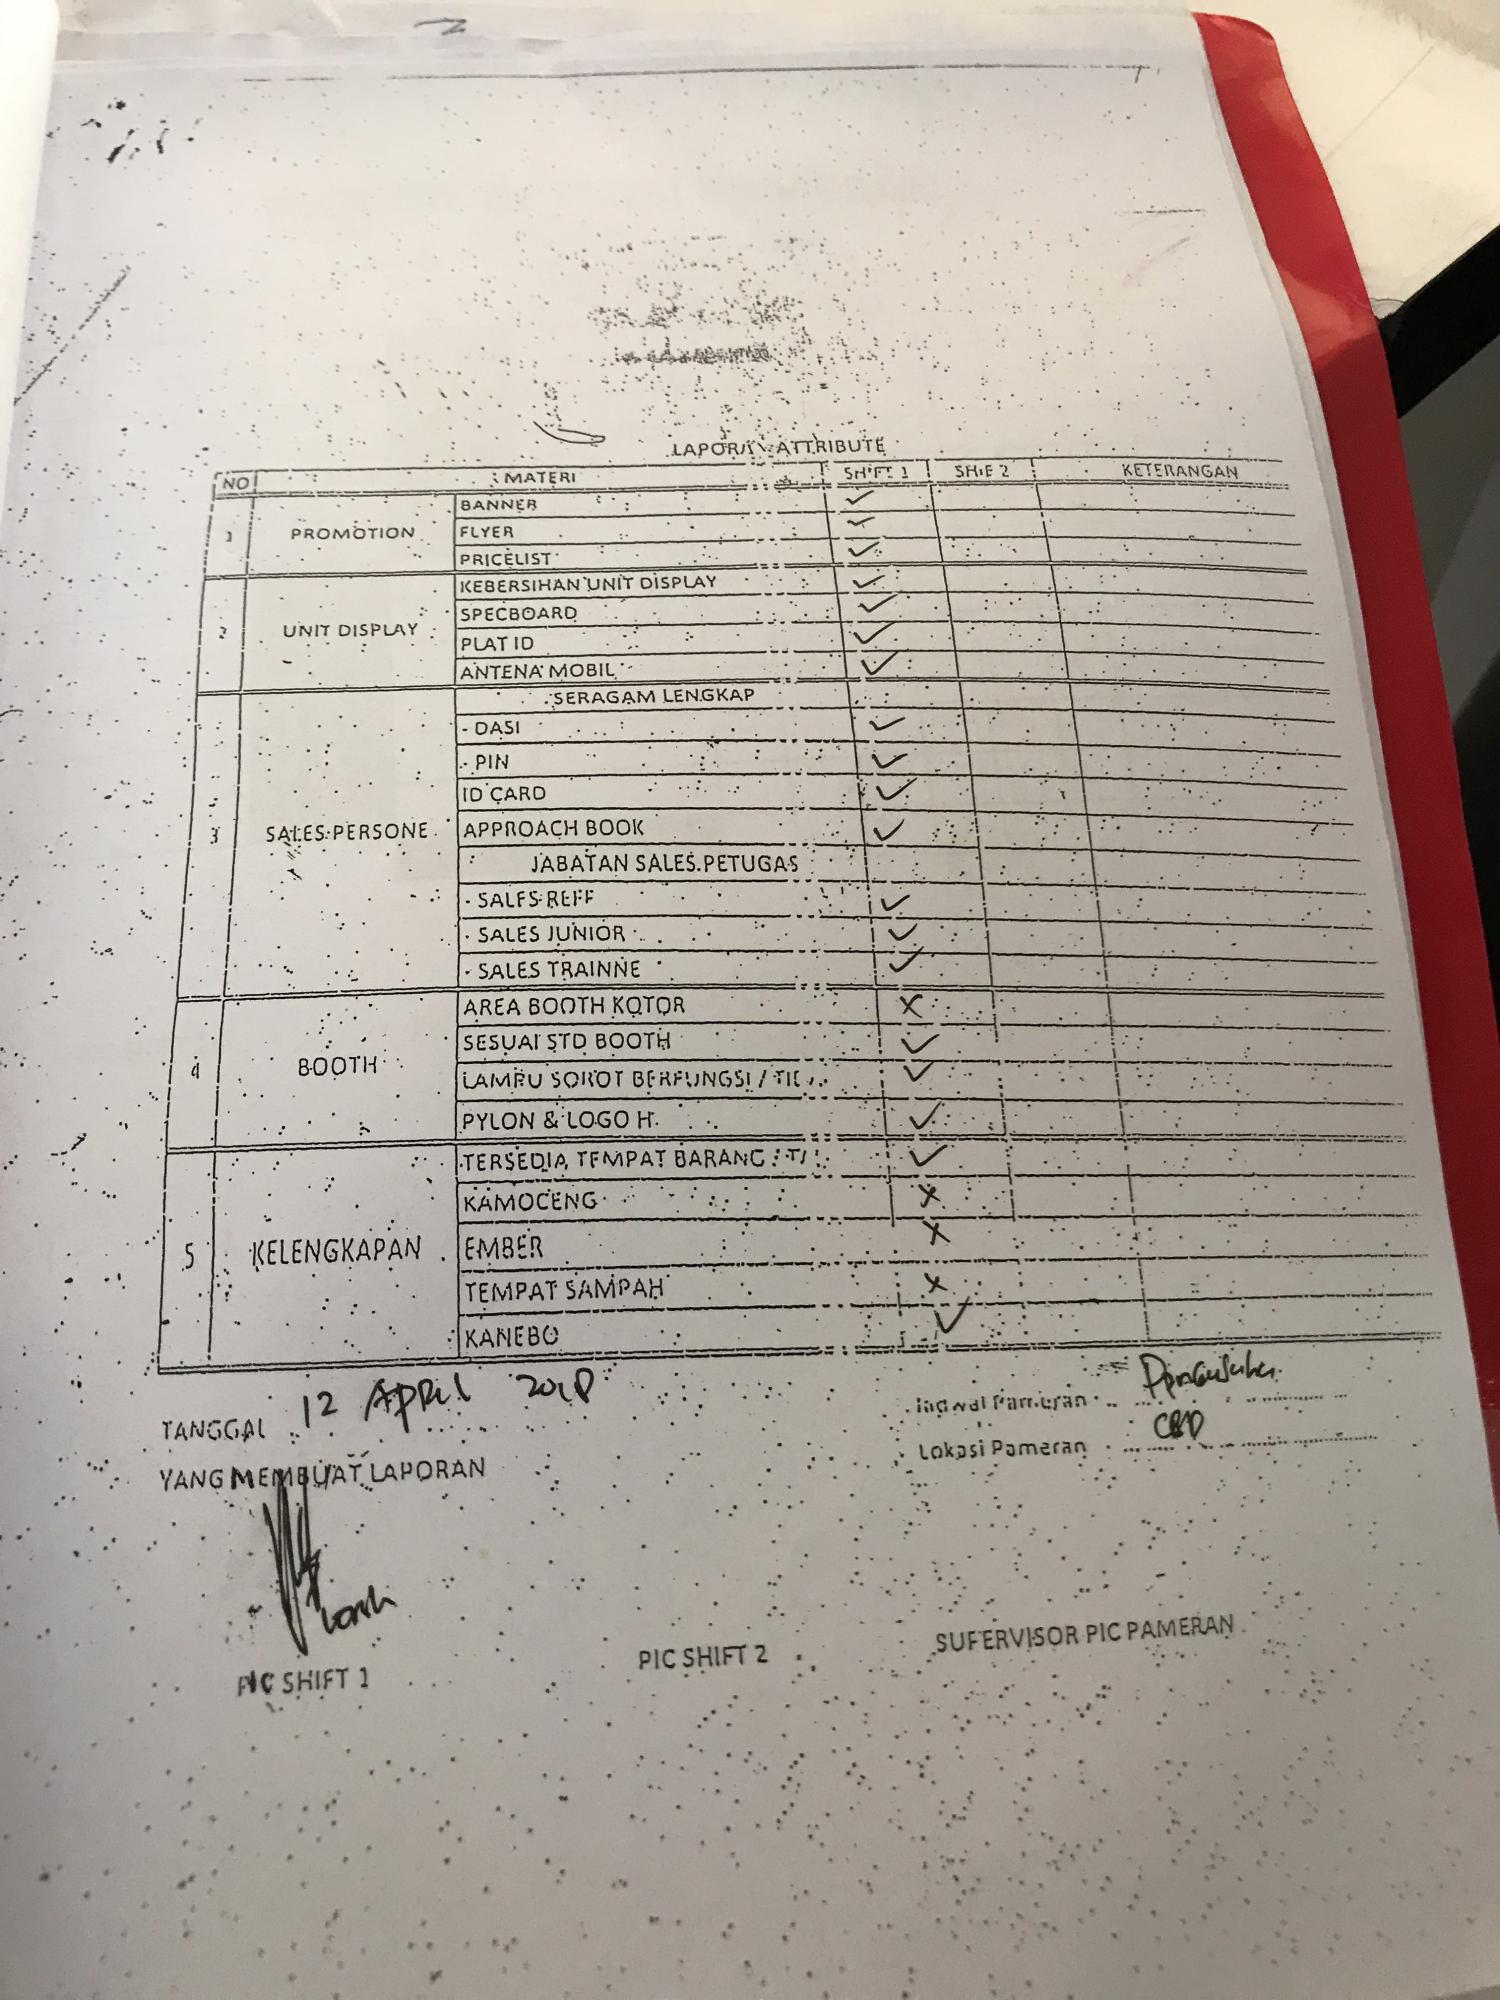 LAPORAN ATTRIBUTE
NO MATERI SHIFT 1 SHIF 2 KETERANGAN
1 PROMOTION BANNER ✓
FLYER ✓
PRICELIST ✓
2 UNIT DISPLAY KEBERSIHAN UNIT DISPLAY ✓
SPECBOARD ✓
PLAT ID ✓
ANTENA MOBIL ✓
3 SALES PERSONE SERAGAM LENGKAP
- DASI ✓
- PIN ✓
ID CARD ✓
APPROACH BOOK ✓
JABATAN SALES PETUGAS
- SALES REFF ✓
- SALES JUNIOR ✓
- SALES TRAINNE ✓
4 BOOTH AREA BOOTH KOTOR X
SESUAI STD BOOTH ✓
LAMPU SOROT BERFUNGSI / ✓
PYLON & LOGO H ✓
5 KELENGKAPAN TERSEDIA TEMPAT BARANG / ✓
KAMOCENG X
EMBER X
TEMPAT SAMPAH X
KANEBO ✓
TANGGAL 12 APRIL 2018
Jadwal Pameran
Lokasi Pameran CBD
YANG MEMBUAT LAPORAN
PIC SHIFT 1 PIC SHIFT 2 SUPERVISOR PIC PAMERAN